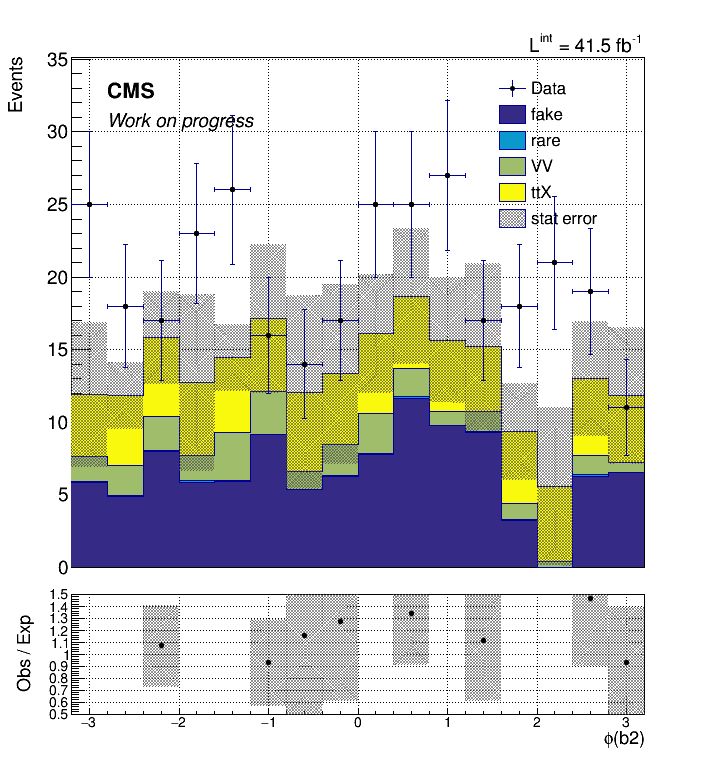 L^int = 41.5 fb^-1
Events
35
30
25
20
15
10
5
0
CMS
Work on progress
Data
fake
rare
VV
ttX
stat error
Obs / Exp
1.5
1.4
1.3
1.2
1.1
1
0.9
0.8
0.7
0.6
0.5
−3 −2 −1 0 1 2 3
ϕ(b2)